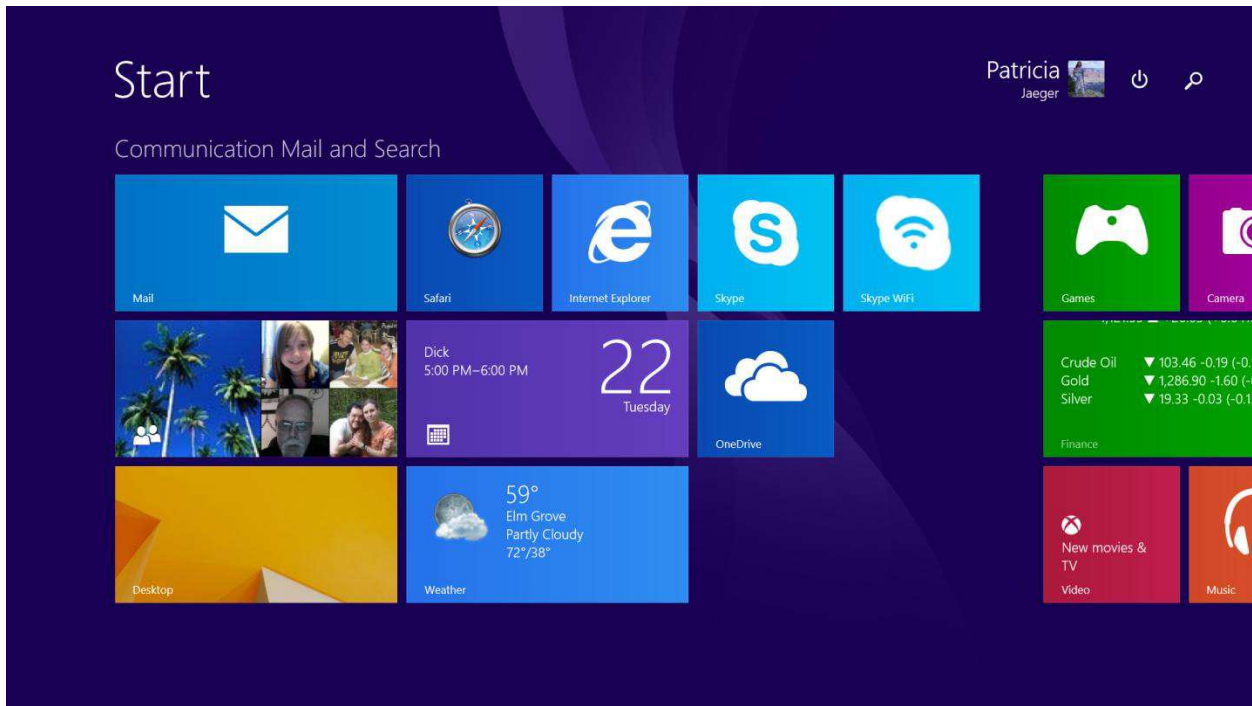 Start
Patricia
Jaeger
Communication Mail and Search
Mail
Safari
Internet Explorer
Skype
Skype WiFi
Games
Camera
Dick
5:00 PM–6:00 PM
22
Tuesday
OneDrive
Crude Oil ▼ 103.46 -0.19 (-0.
Gold ▼ 1,286.90 -1.60 (-
Silver ▼ 19.33 -0.03 (-0.1
Finance
Desktop
59°
Elm Grove
Partly Cloudy
72°/38°
Weather
New movies &
TV
Video
Music